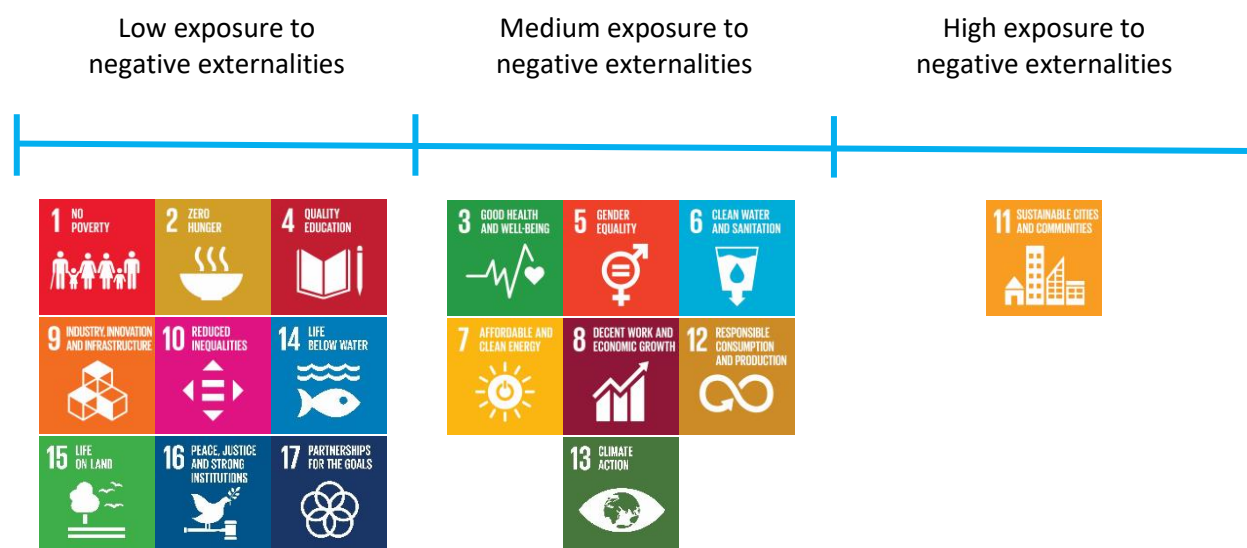 Low exposure to
negative externalities
Medium exposure to
negative externalities
High exposure to
negative externalities
1 NO
POVERTY
2 ZERO
HUNGER
4 QUALITY
EDUCATION
3 GOOD HEALTH
AND WELL-BEING
5 GENDER
EQUALITY
6 CLEAN WATER
AND SANITATION
11 SUSTAINABLE CITIES
AND COMMUNITIES
9 INDUSTRY, INNOVATION
AND INFRASTRUCTURE
10 REDUCED
INEQUALITIES
14 LIFE
BELOW WATER
7 AFFORDABLE AND
CLEAN ENERGY
8 DECENT WORK AND
ECONOMIC GROWTH
12 RESPONSIBLE
CONSUMPTION
AND PRODUCTION
15 LIFE
ON LAND
16 PEACE, JUSTICE
AND STRONG
INSTITUTIONS
17 PARTNERSHIPS
FOR THE GOALS
13 CLIMATE
ACTION